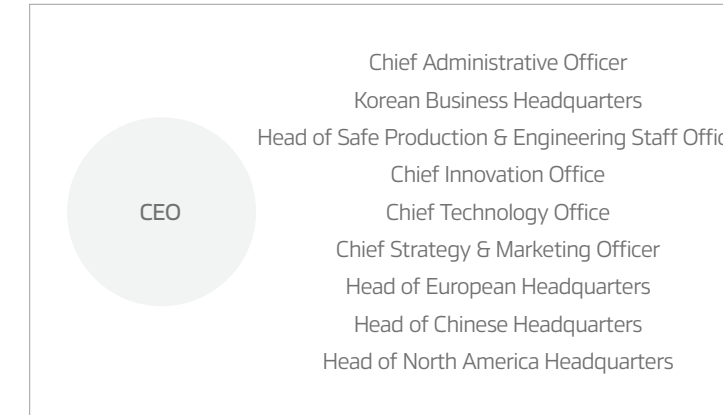 Chief Administrative Officer
Korean Business Headquarters
Head of Safe Production & Engineering Staff Offic
Chief Innovation Office
CEO
Chief Technology Office
Chief Strategy & Marketing Officer
Head of European Headquarters
Head of Chinese Headquarters
Head of North America Headquarters